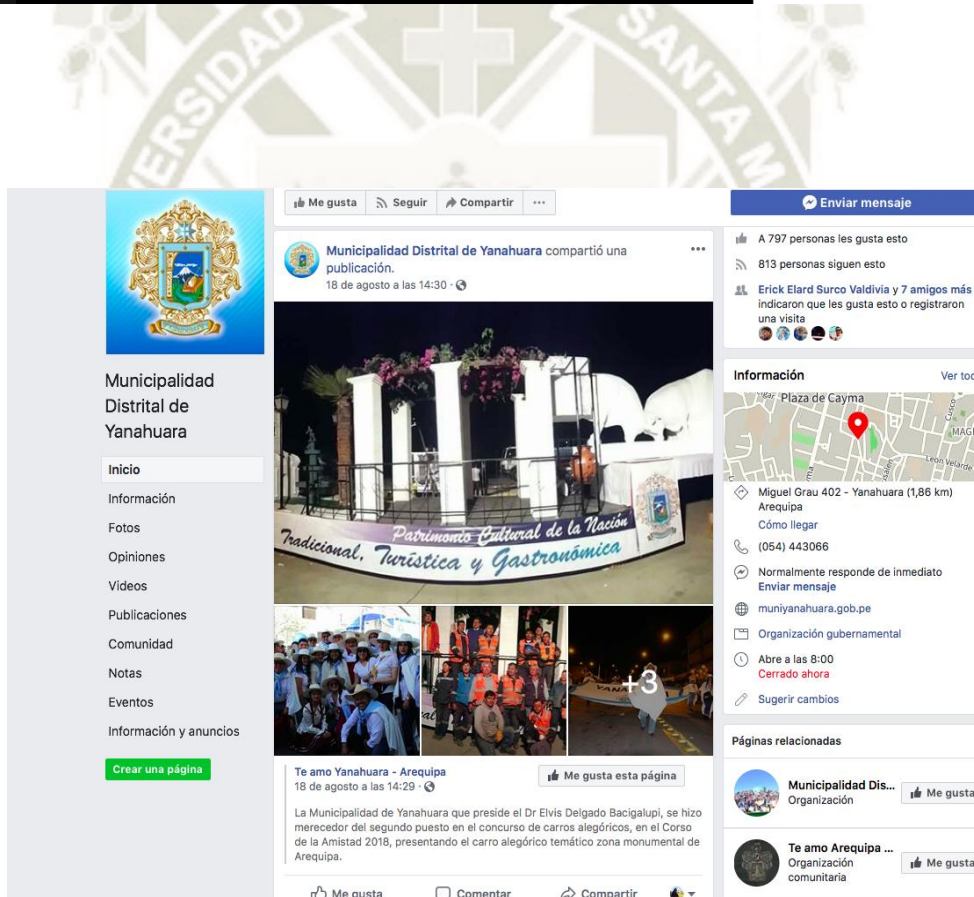 ERSIDAD
SANTA M
Me gusta Seguir Compartir ...
Enviar mensaje
Municipalidad
Distrital de
Yanahuara
Inicio
Información
Fotos
Opiniones
Videos
Publicaciones
Comunidad
Notas
Eventos
Información y anuncios
Crear una página
Municipalidad Distrital de Yanahuara compartió una
publicación.
18 de agosto a las 14:30 ·
Patrimonio Cultural de la Nación
Tradicional, Turística y Gastronómica
YANA
+3
Te amo Yanahuara - Arequipa
18 de agosto a las 14:29 ·
Me gusta esta página
La Municipalidad de Yanahuara que preside el Dr Elvis Delgado Bacigalupi, se hizo
merecedor del segundo puesto en el concurso de carros alegóricos, en el Corso
de la Amistad 2018, presentando el carro alegórico temático zona monumental de
Arequipa.
Me gusta Comentar Compartir
A 797 personas les gusta esto
813 personas siguen esto
Erick Elard Surco Valdivia y 7 amigos más
indicaron que les gusta esto o registraron
una visita
Información
Ver tod
Plaza de Cayma
Cusco
MAG
Leon Velarde
Miguel Grau 402 - Yanahuara (1,86 km)
Arequipa
Cómo llegar
(054) 443066
Normalmente responde de inmediato
Enviar mensaje
muniyanahuara.gob.pe
Organización gubernamental
Abre a las 8:00
Cerrado ahora
Sugerir cambios
Páginas relacionadas
Municipalidad Dis...
Organización
Me gusta
Te amo Arequipa ...
Organización
comunitaria
Me gusta